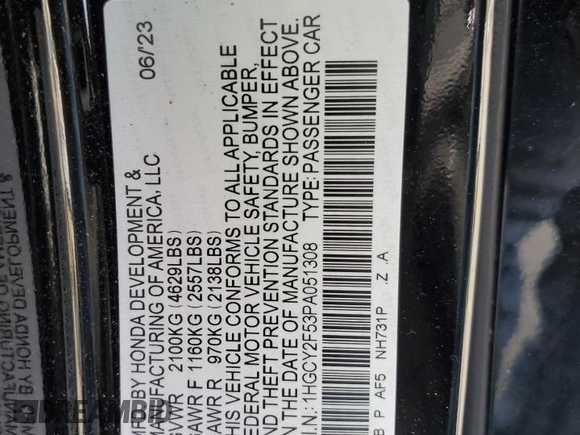 MFD. BY HONDA DEVELOPMENT & 06/'23
MANUFACTURING OF AMERICA, LLC
GVWR 2100KG (4629LBS)
GAWR F 1160KG (2557LBS)
GAWR R 970KG (2138LBS)
THIS VEHICLE CONFORMS TO ALL APPLICABLE
FEDERAL MOTOR VEHICLE SAFETY, BUMPER,
AND THEFT PREVENTION STANDARDS IN EFFECT
ON THE DATE OF MANUFACTURE SHOWN ABOVE.
V.I.N.: 1HGCY2F53PA051308 TYPE: PASSENGER CAR
B P AF5 NH731P Z A
DREAMBID